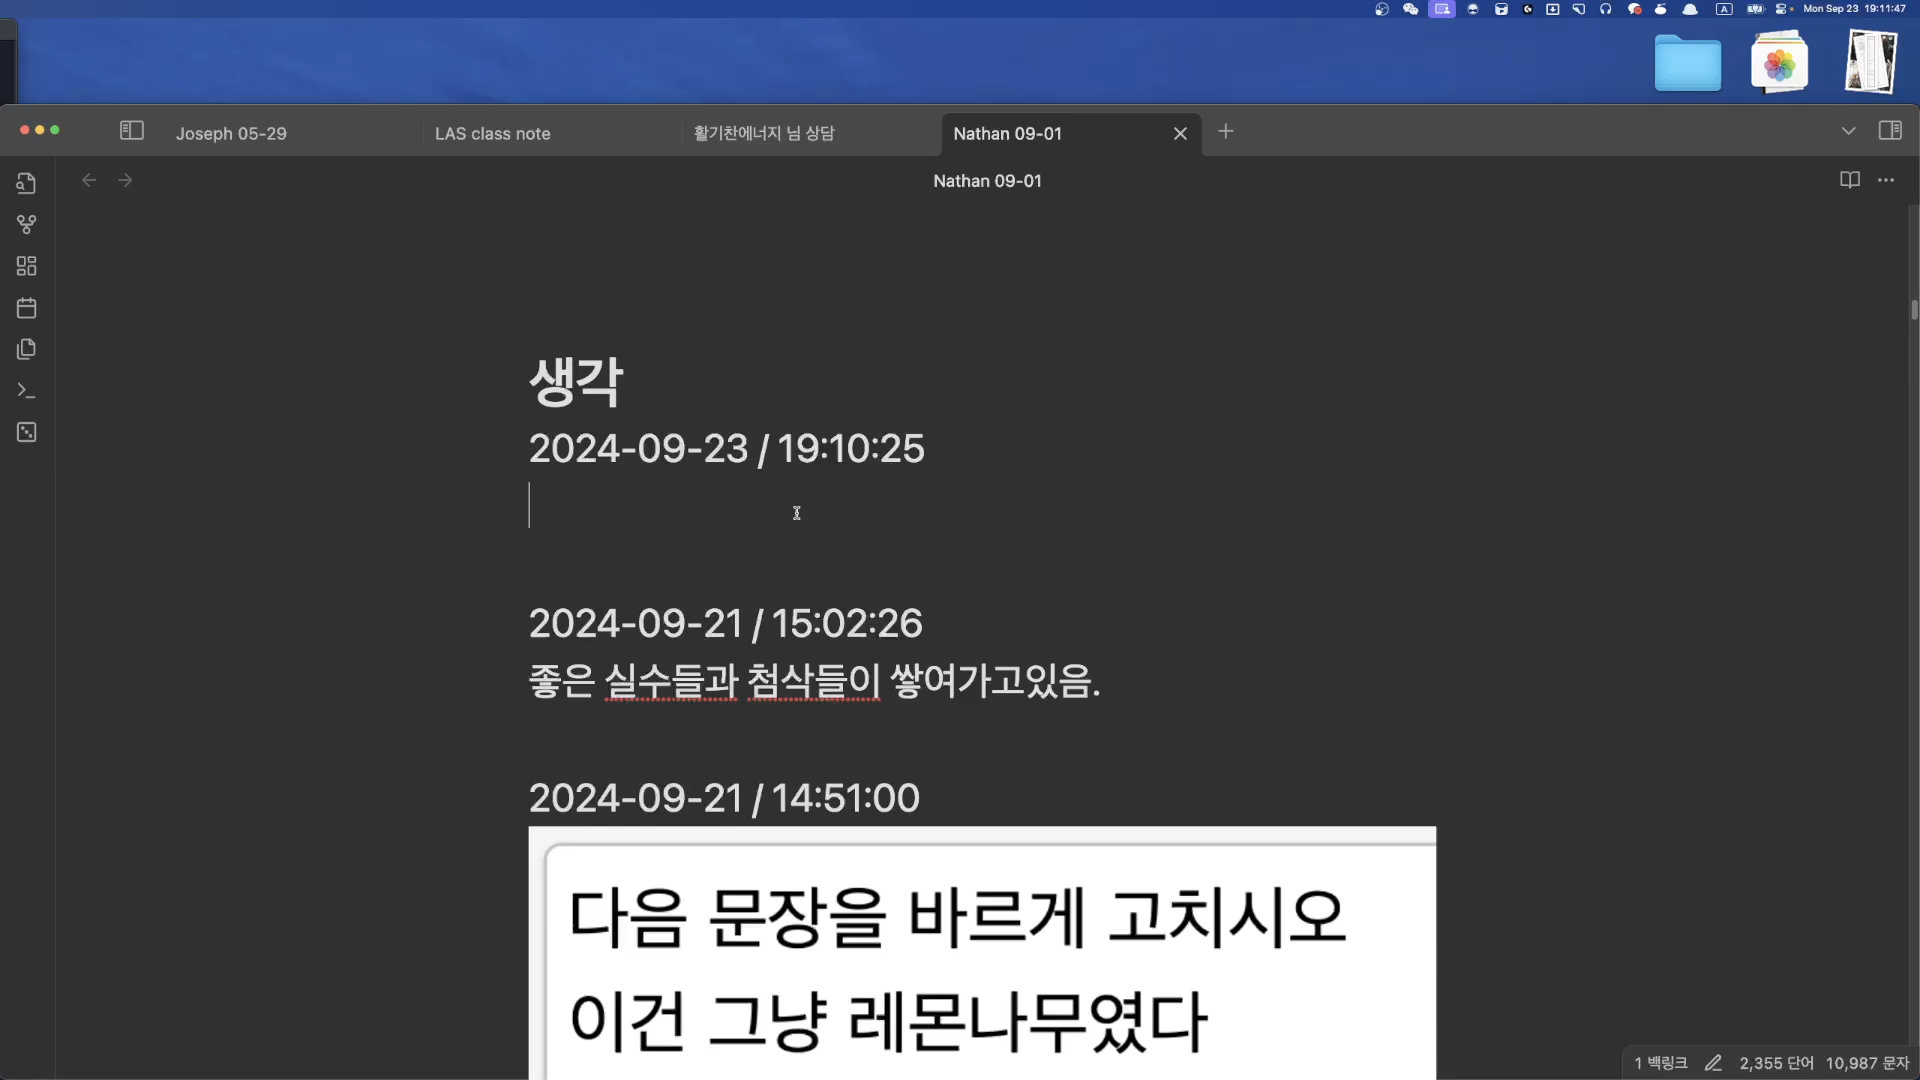 Mon Sep 23 19:11:47
Joseph 05-29
LAS class note
활기찬에너지 님 상담
Nathan 09-01
Nathan 09-01
생각
2024-09-23 / 19:10:25
2024-09-21 / 15:02:26
좋은 실수들과 첨삭들이 쌓여가고있음.
2024-09-21 / 14:51:00
다음 문장을 바르게 고치시오
이건 그냥 레몬나무였다
1 백링크 2,355 단어 10,987 문자